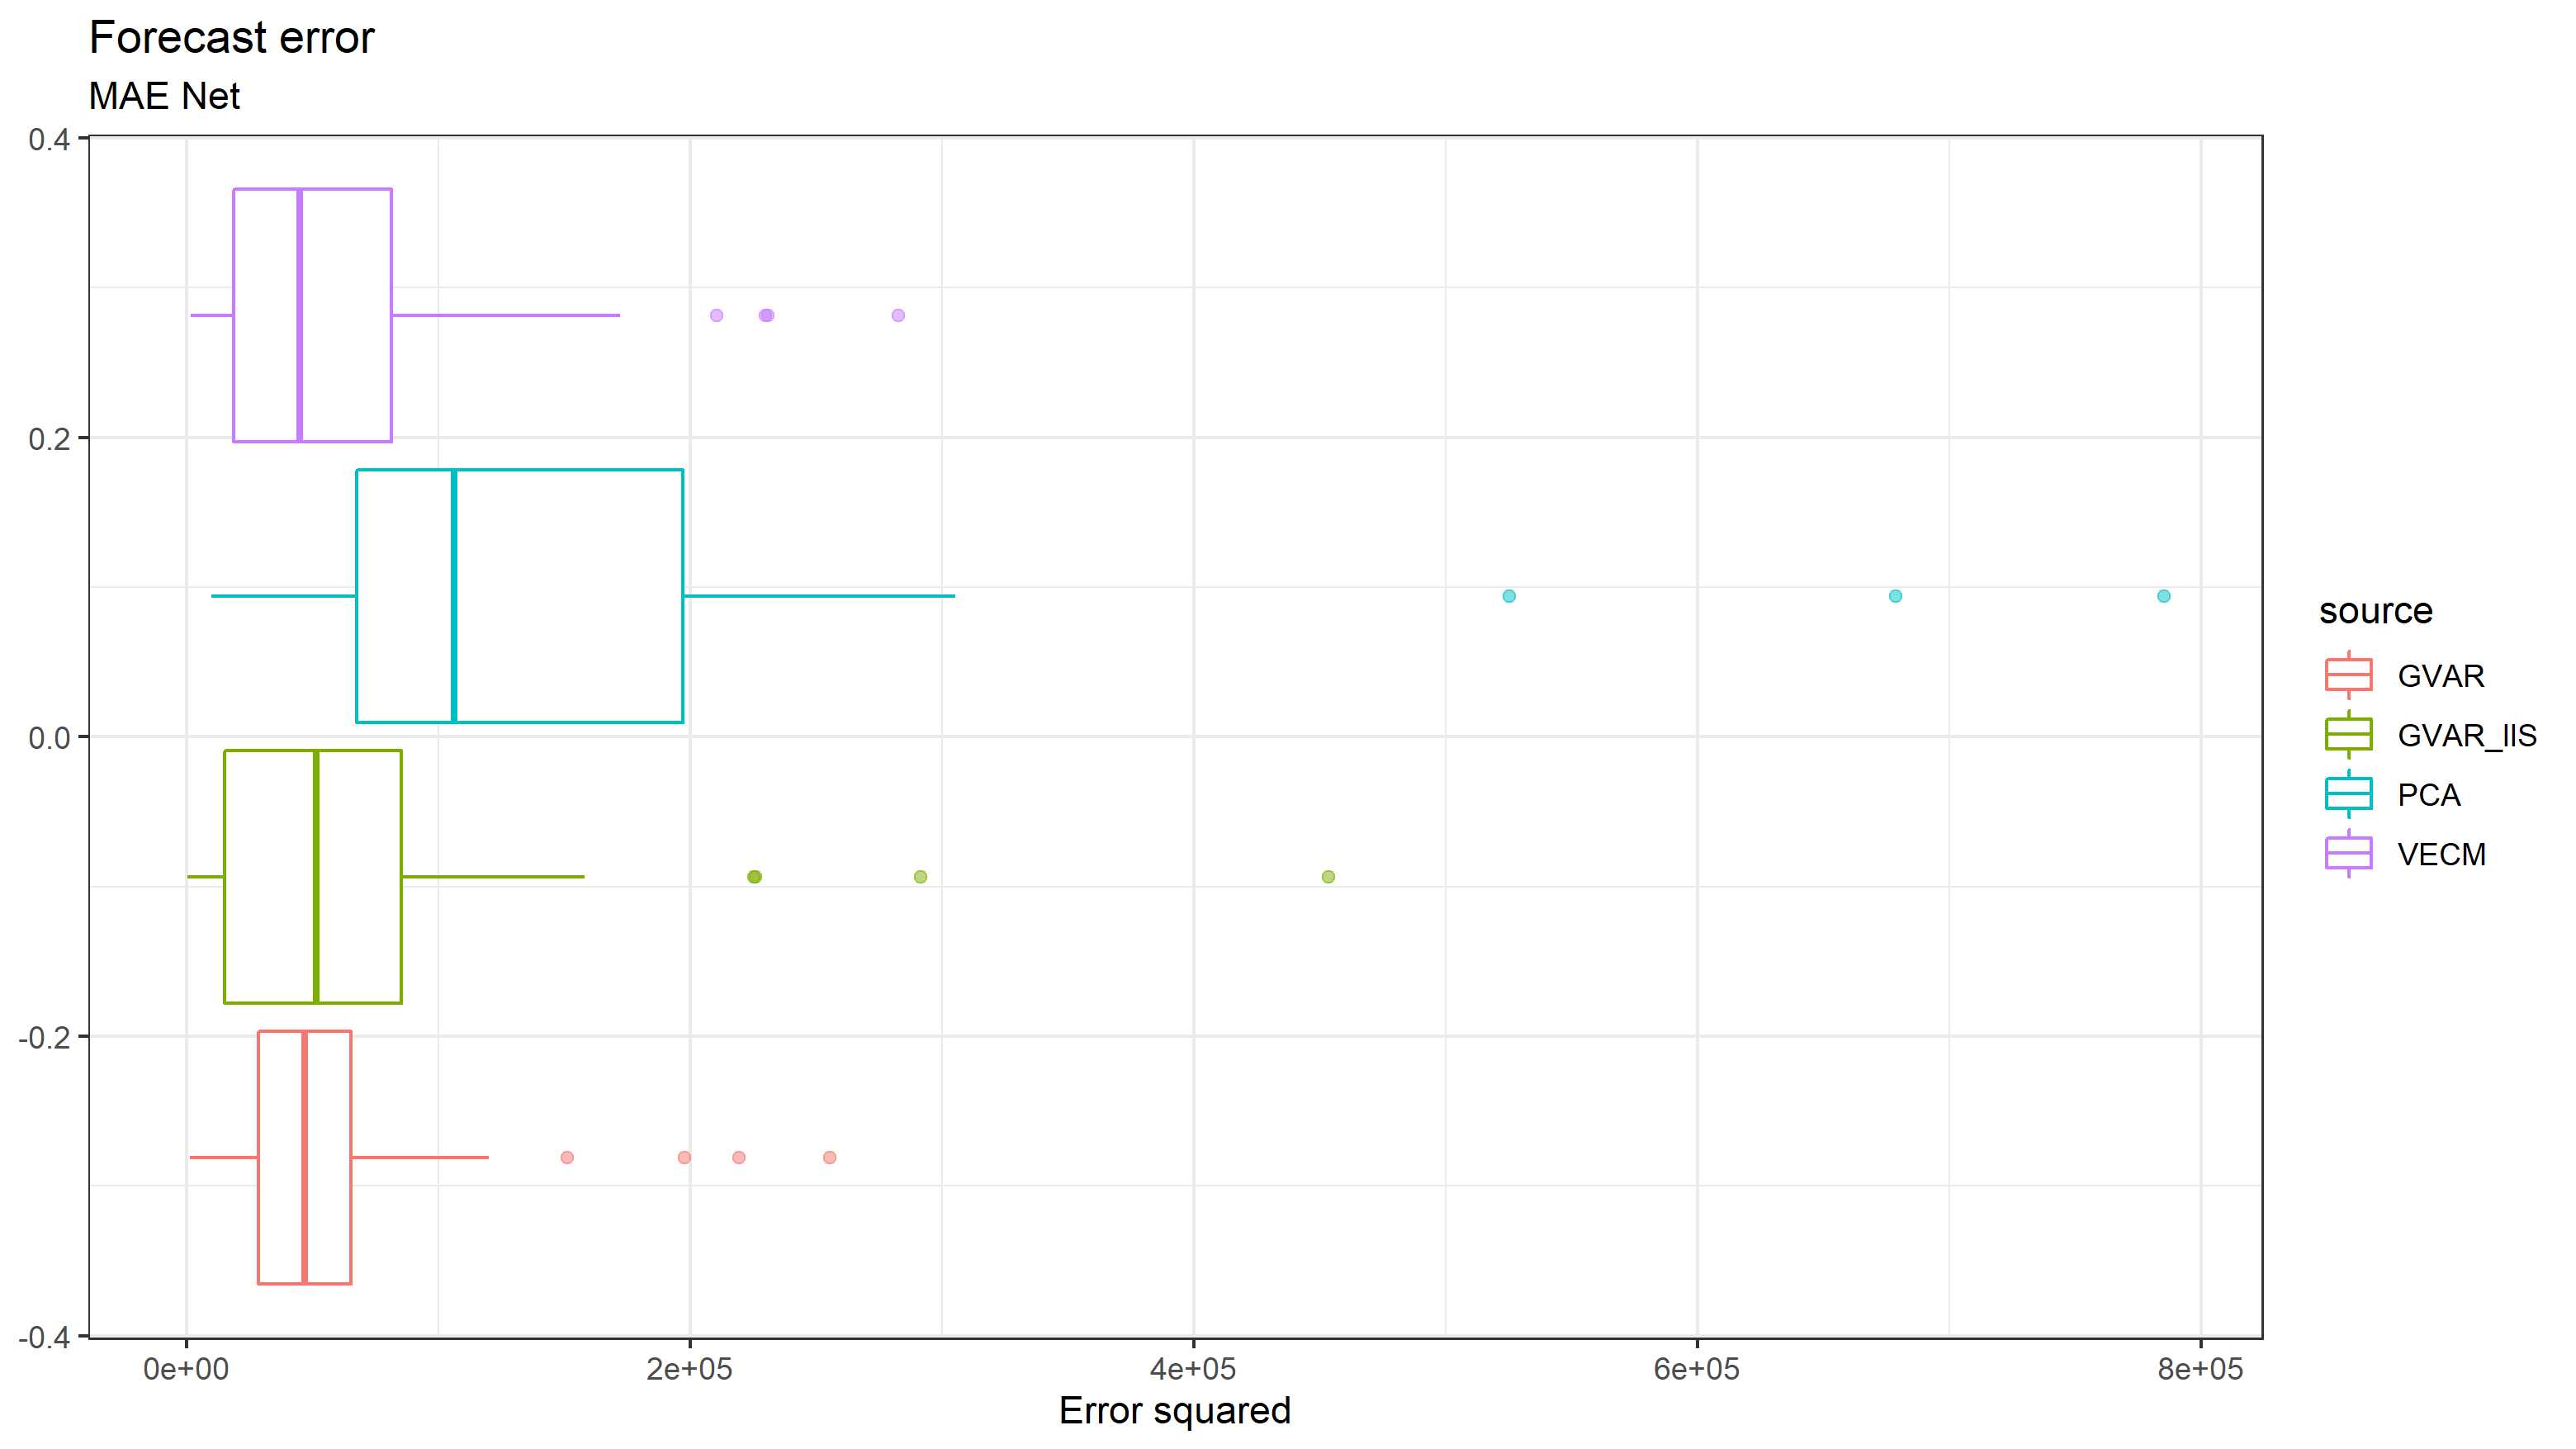 Forecast error
MAE Net
0.4
0.2
0.0
-0.2
-0.4
0e+00
2e+05
4e+05
6e+05
8e+05
Error squared
source
GVAR
GVAR_IIS
PCA
VECM